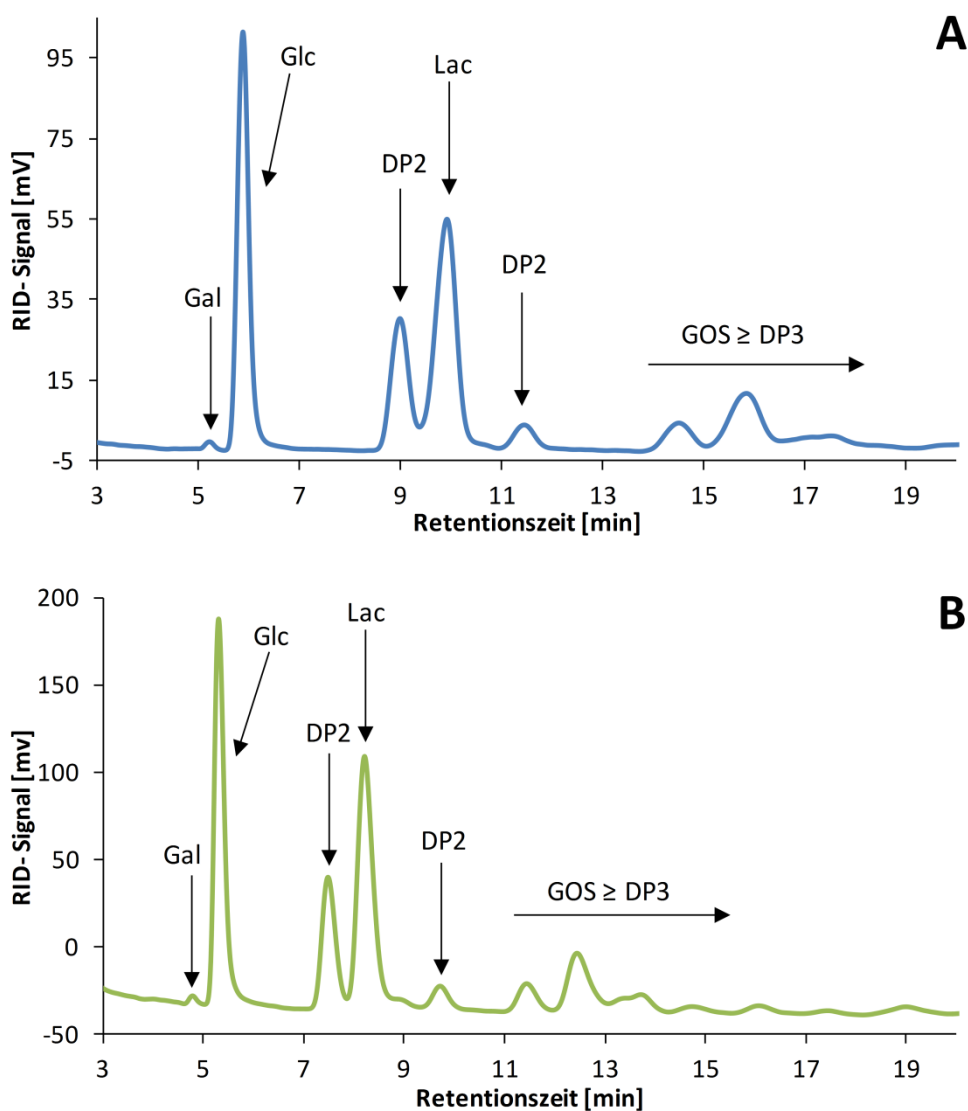 A
Glc
Lac
DP2
DP2
Gal
GOS ≥ DP3
RID- Signal [mV]
95
75
55
35
15
-5
3 5 7 9 11 13 15 17 19
Retentionszeit [min]
B
Lac
Glc
DP2
DP2
Gal
GOS ≥ DP3
RID- Signal [mv]
200
150
100
50
0
-50
3 5 7 9 11 13 15 17 19
Retentionszeit [min]